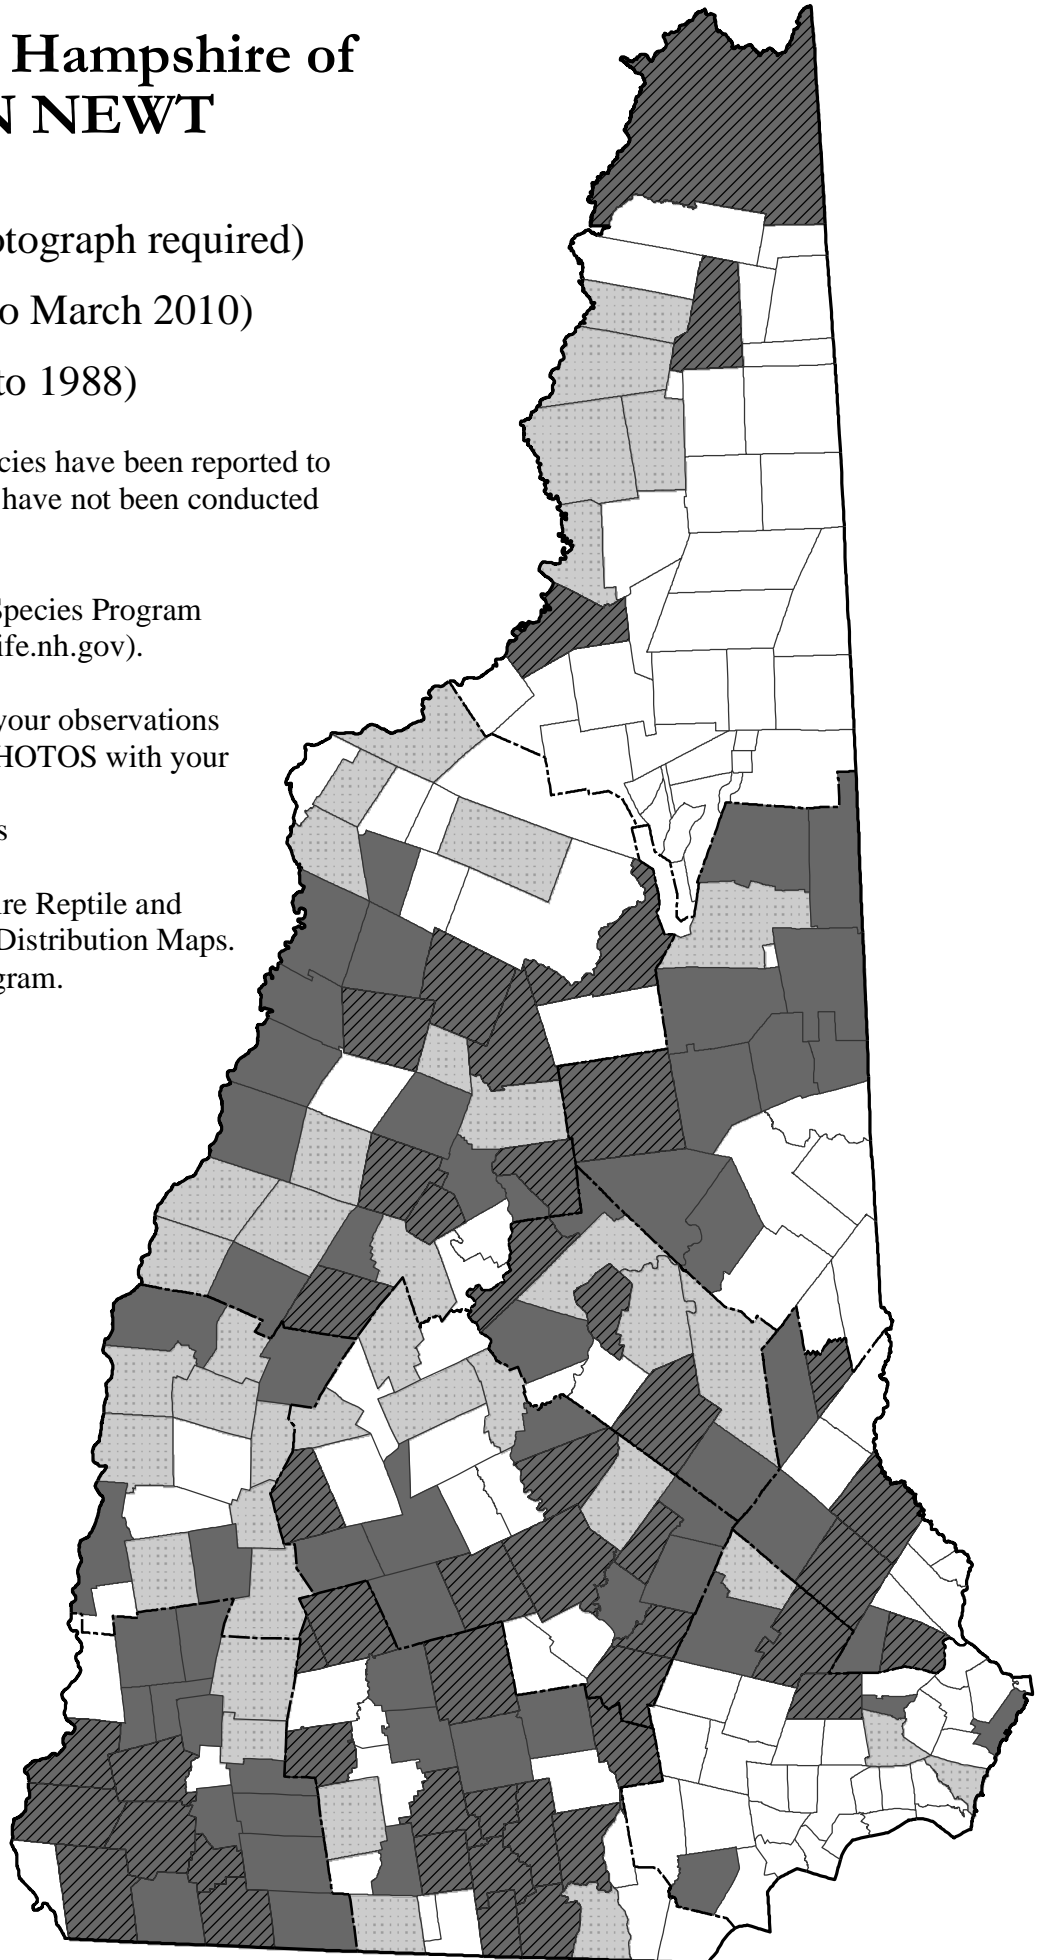 Hampshire of
N NEWT
otograph required)
o March 2010)
to 1988)
cies have been reported to
have not been conducted
Species Program
ife.nh.gov).
your observations
HOTOS with your
s
ire Reptile and
Distribution Maps.
gram.